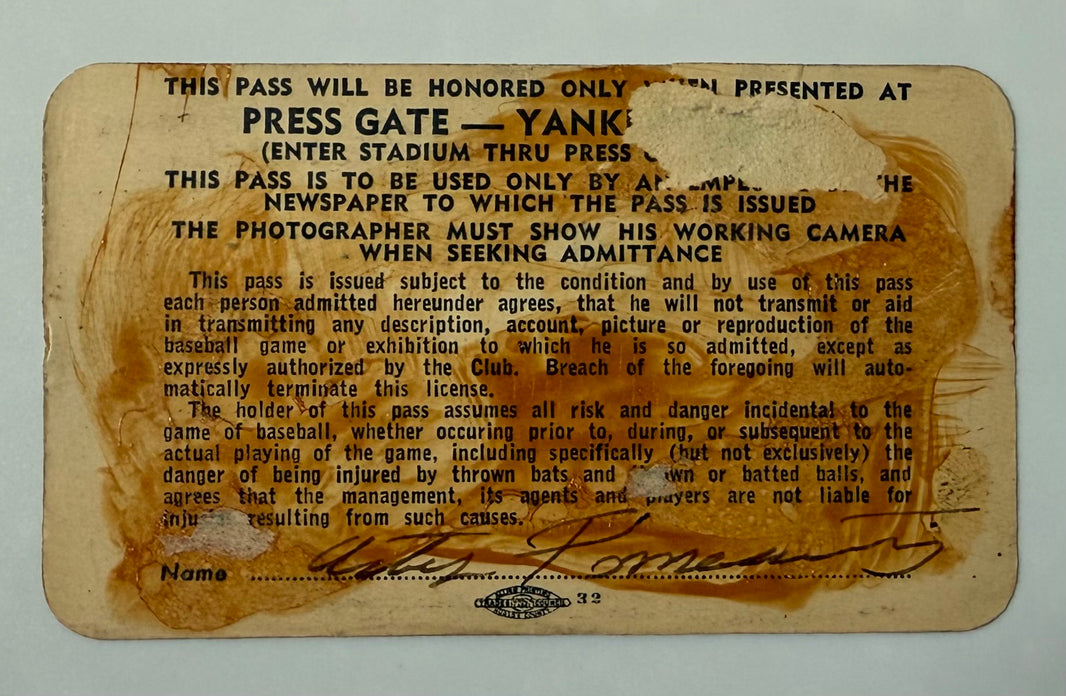 THIS PASS WILL BE HONORED ONLY WHEN PRESENTED AT
PRESS GATE — YANK
(ENTER STADIUM THRU PRESS
THIS PASS IS TO BE USED ONLY BY AN THE
NEWSPAPER TO WHICH THE PASS IS ISSUED
THE PHOTOGRAPHER MUST SHOW HIS WORKING CAMERA
WHEN SEEKING ADMITTANCE
This pass is issued subject to the condition and by use of this pass
each person admitted hereunder agrees, that he will not transmit or aid
in transmitting any description, account, picture or reproduction of the
baseball game or exhibition to which he is so admitted, except as
expressly authorized by the Club. Breach of the foregoing will auto-
matically terminate this license.
The holder of this pass assumes all risk and danger incidental to the
game of baseball, whether occuring prior to, during, or subsequent to the
actual playing of the game, including specifically (but not exclusively) the
danger of being injured by thrown bats and thrown or batted balls, and
agrees that the management, its agents and players are not liable for
resulting from such causes.
Name Arty Pomerantz
TRADES COUNCIL 32